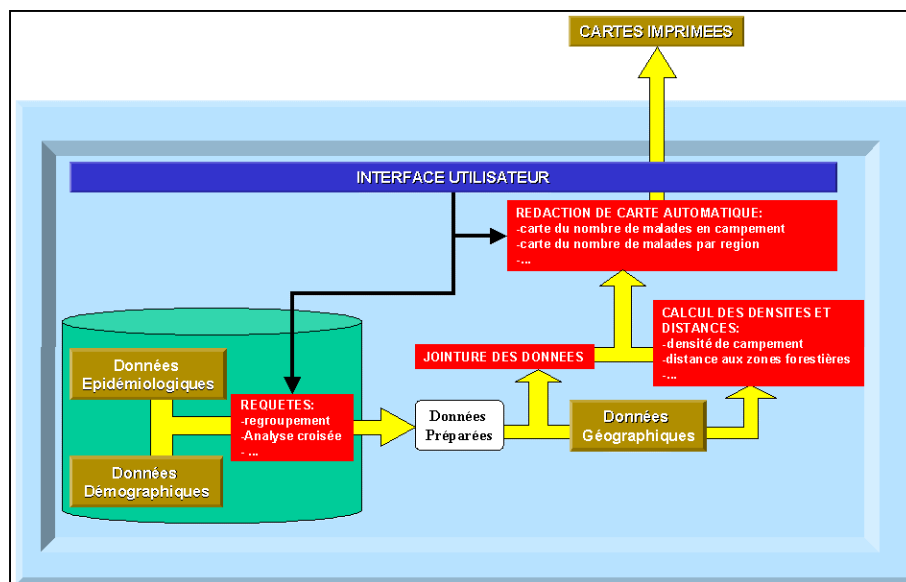 CARTES IMPRIMEES
INTERFACE UTILISATEUR
REDACTION DE CARTE AUTOMATIQUE:
-carte du nombre de malades en campement
-carte du nombre de malades par region
-...
CALCUL DES DENSITES ET
DISTANCES:
-densité de campement
-distance aux zones forestières
-...
JOINTURE DES DONNEES
Données
Epidémiologiques
REQUETES:
-regroupement
-Analyse croisée
- ...
Données
Préparées
Données
Géographiques
Données
Démographiques